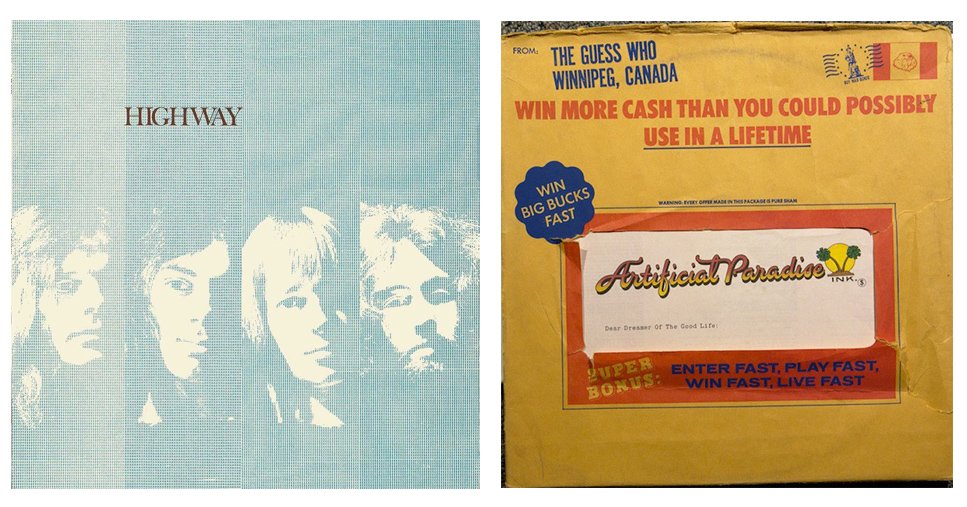 HIGHWAY
FROM: THE GUESS WHO
WINNIPEG, CANADA
WIN MORE CASH THAN YOU COULD POSSIBLY
USE IN A LIFETIME
WIN
BIG BUCKS
FAST
WARNING: EVERY OFFER MADE IN THIS PACKAGE IS PURE SHAM
Artificial Paradise
INK. $
Dear Dreamer Of The Good Life:
SUPER
BONUS:
ENTER FAST, PLAY FAST,
WIN FAST, LIVE FAST